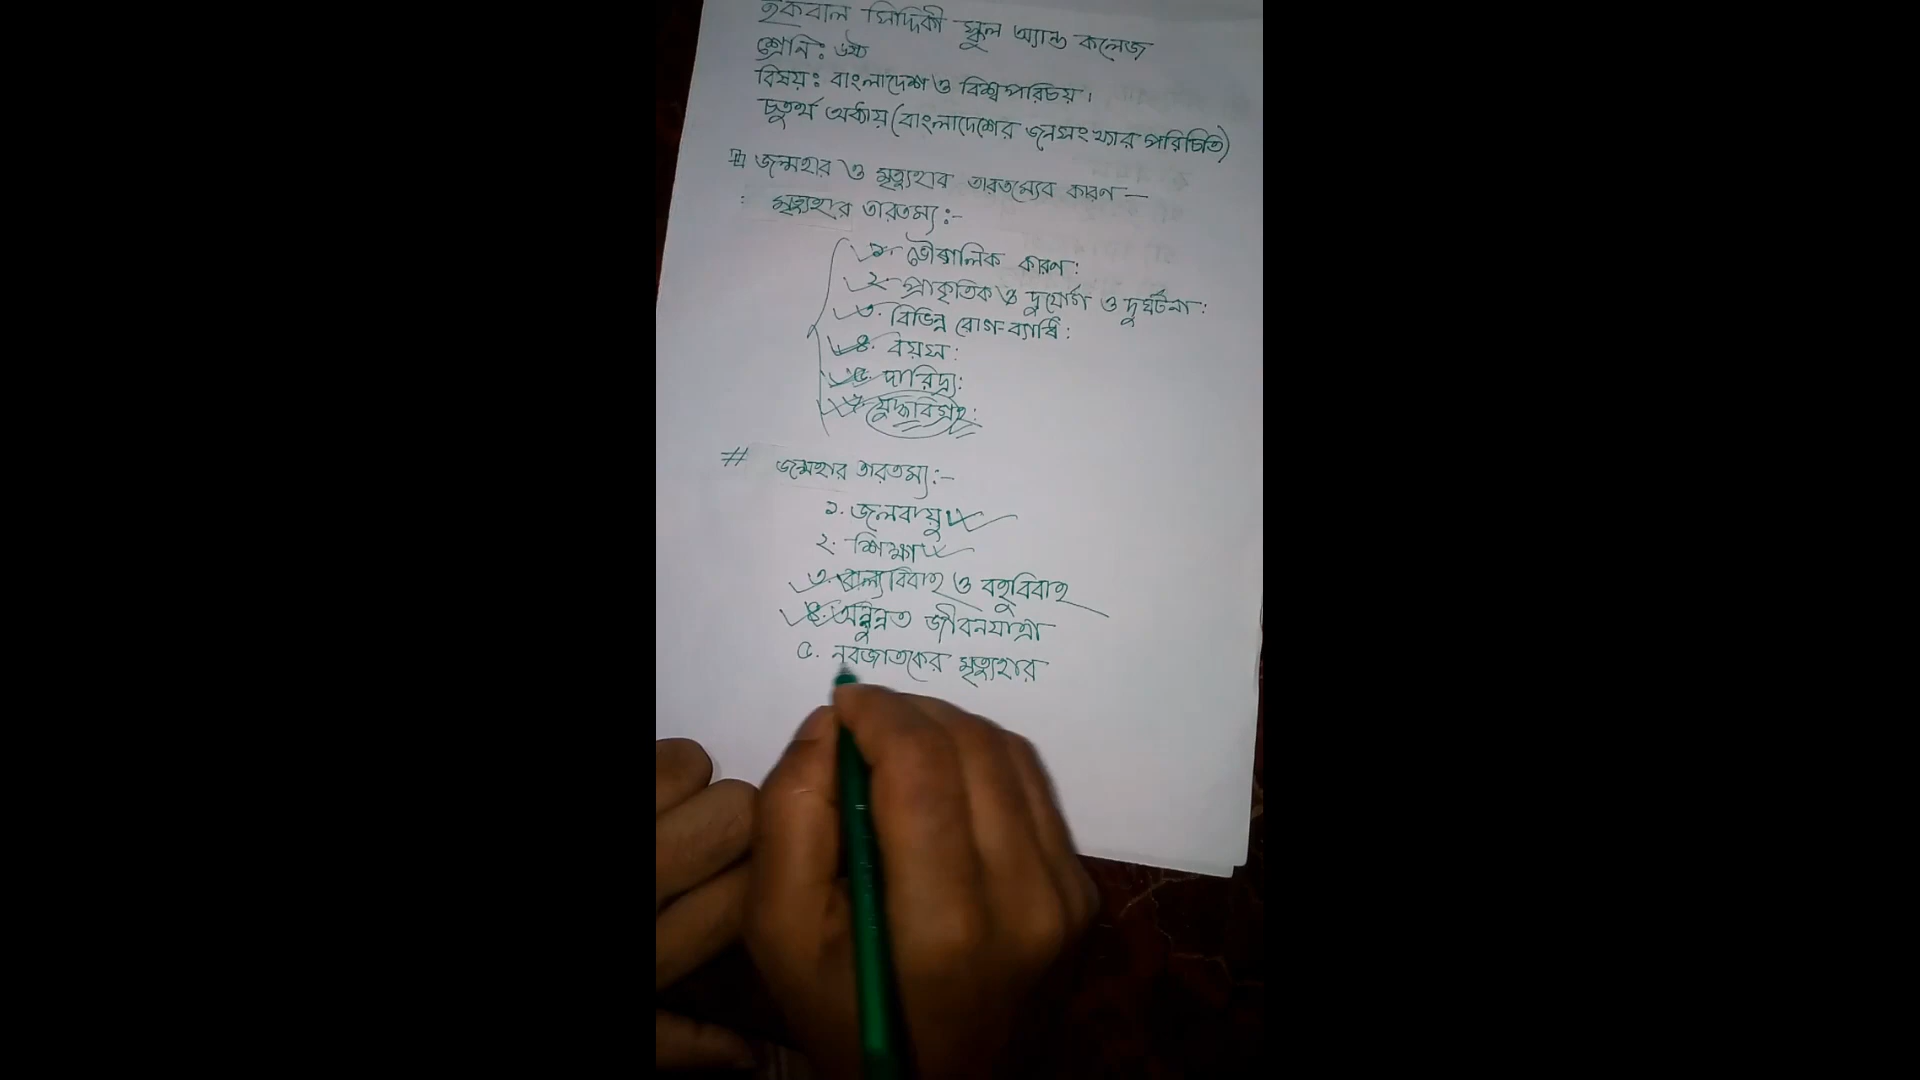 ইকবাল সিদ্দিকী স্কুল অ্যান্ড কলেজ
শ্রেনি: ৬ষ্ঠ
বিষয়: বাংলাদেশ ও বিশ্বপরিচয়।
চতুর্থ অধ্যায় (বাংলাদেশের জনসংখ্যার পরিচিতি)
জন্মহার ও মৃত্যুহার তারতম্যের কারণ —
: মৃত্যুহার তারতম্য:-
১. ভৌগলিক কারণ:
২. প্রাকৃতিক ও দুর্যোগ ও দুর্ঘটনা:
৩. বিভিন্ন রোগ-ব্যাধি:
৪. বয়স:
৫. দারিদ্র্য:
৬. যুদ্ধবিগ্রহ:
# জন্মহার তারতম্য:-
১. জলবায়ু
২. শিক্ষা
৩. বাল্যবিবাহ ও বহুবিবাহ
৪. অনুন্নত জীবনযাত্রা
৫. নবজাতকের মৃত্যুহার